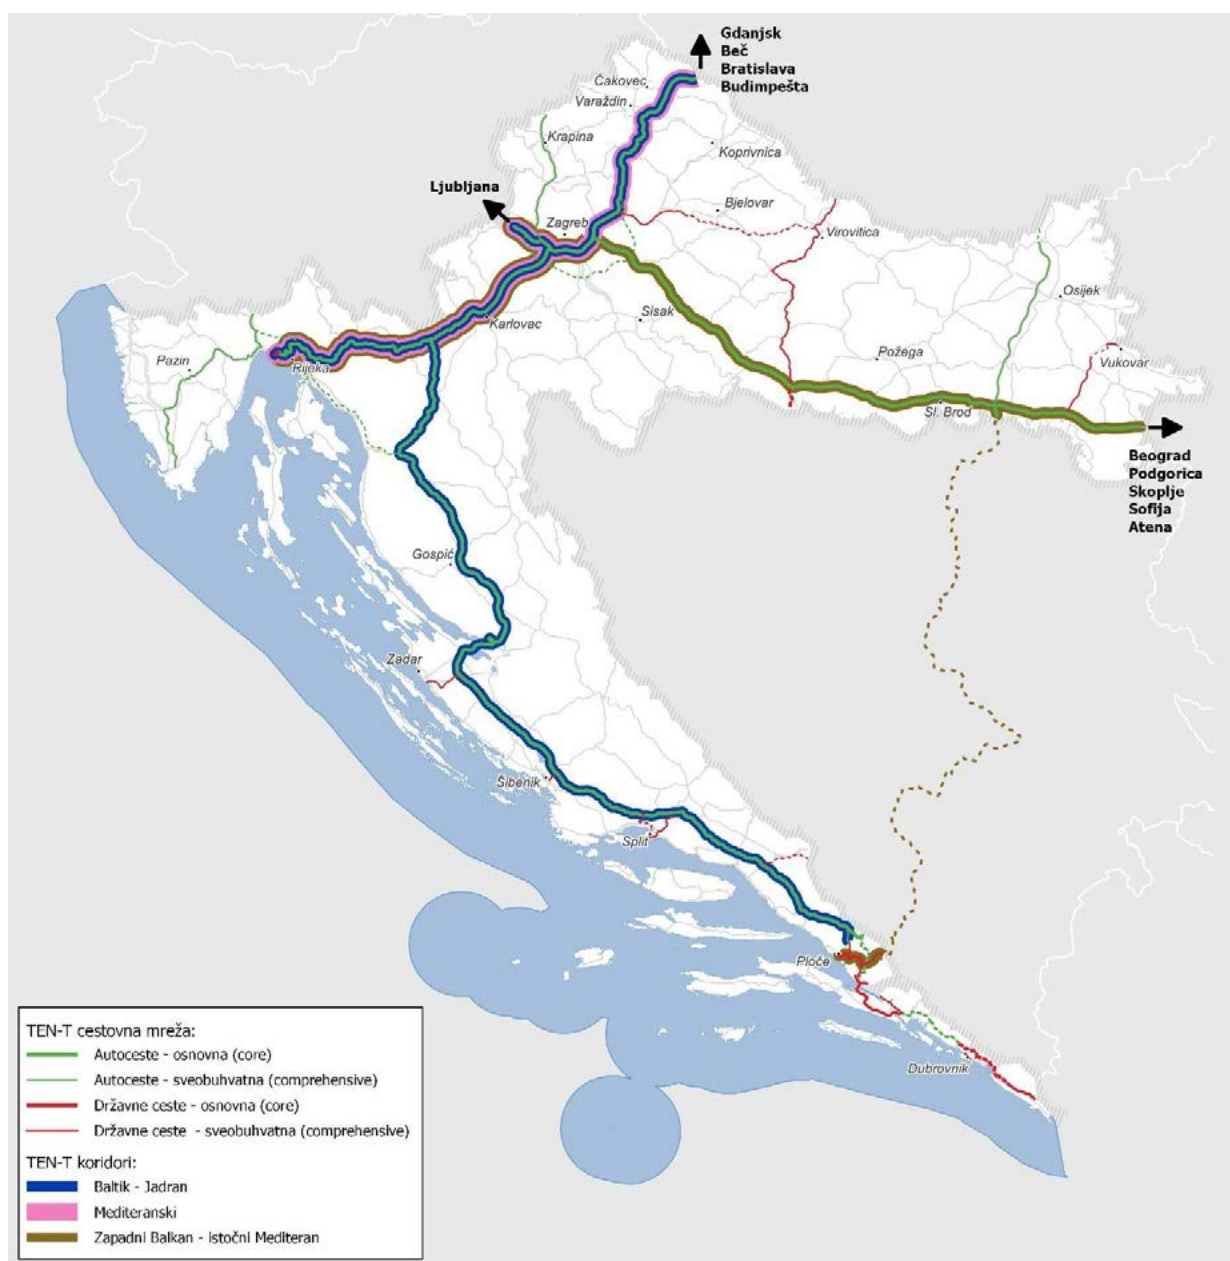 Gdanjsk
Beč
Bratislava
Budimpešta
Čakovec
Varaždin
Krapina
Koprivnica
Ljubljana
Bjelovar
Zagreb
Virovitica
Osijek
Sisak
Karlovac
Pazin
Rijeka
Požega
Vukovar
Sl. Brod
Beograd
Podgorica
Skoplje
Sofija
Atena
Gospić
Zadar
Šibenik
Split
Ploče
Dubrovnik
TEN-T cestovna mreža:
Autoceste - osnovna (core)
Autoceste - sveobuhvatna (comprehensive)
Državne ceste - osnovna (core)
Državne ceste - sveobuhvatna (comprehensive)
TEN-T koridori:
Baltik - Jadran
Mediteranski
Zapadni Balkan - istočni Mediteran